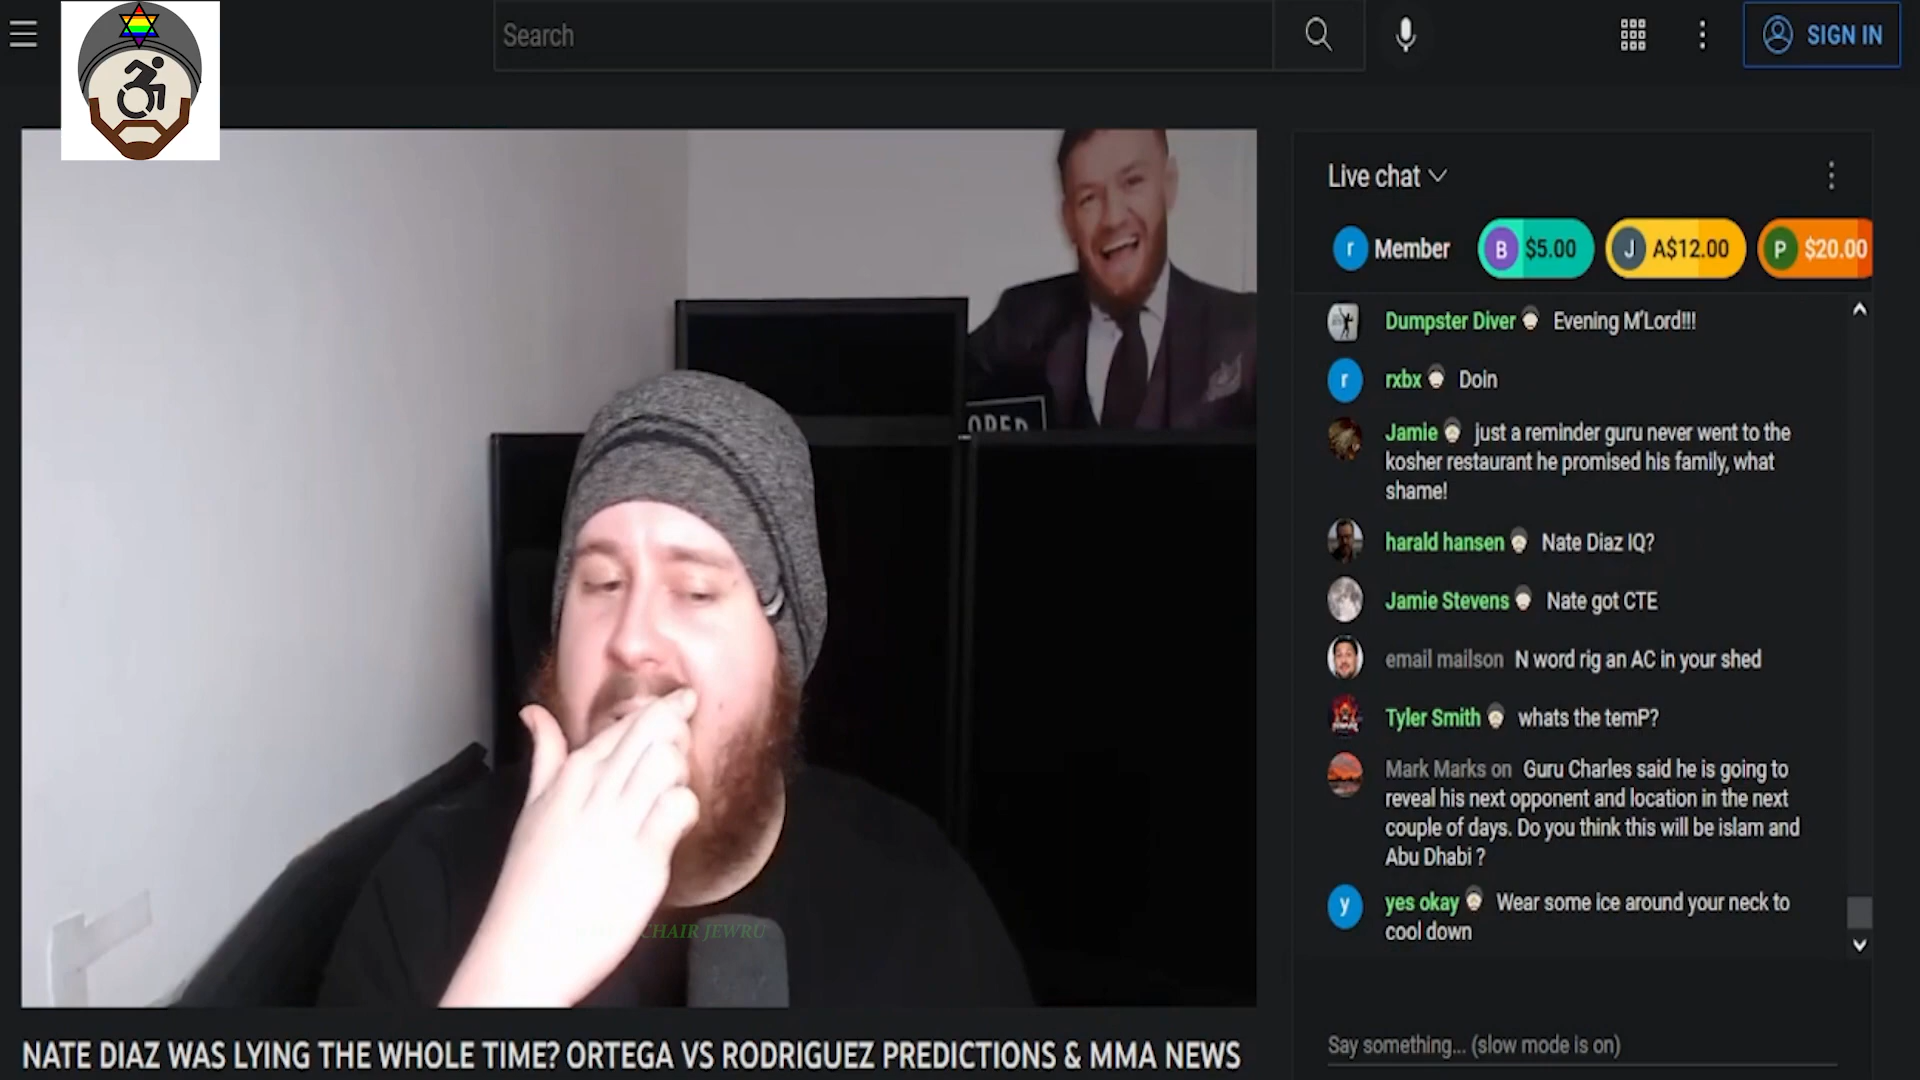 Search
SIGN IN
Live chat
r Member
B $5.00
J A$12.00
P $20.00
Dumpster Diver Evening M'Lord!!!
r rxbx Doin
Jamie just a reminder guru never went to the
kosher restaurant he promised his family, what
shame!
harald hansen Nate Diaz IQ?
Jamie Stevens Nate got CTE
email mailson N word rig an AC in your shed
Tyler Smith whats the temP?
Mark Marks on Guru Charles said he is going to
reveal his next opponent and location in the next
couple of days. Do you think this will be islam and
Abu Dhabi ?
y yes okay Wear some ice around your neck to
cool down
CHAIR JEWRU
Say something... (slow mode is on)
NATE DIAZ WAS LYING THE WHOLE TIME? ORTEGA VS RODRIGUEZ PREDICTIONS & MMA NEWS